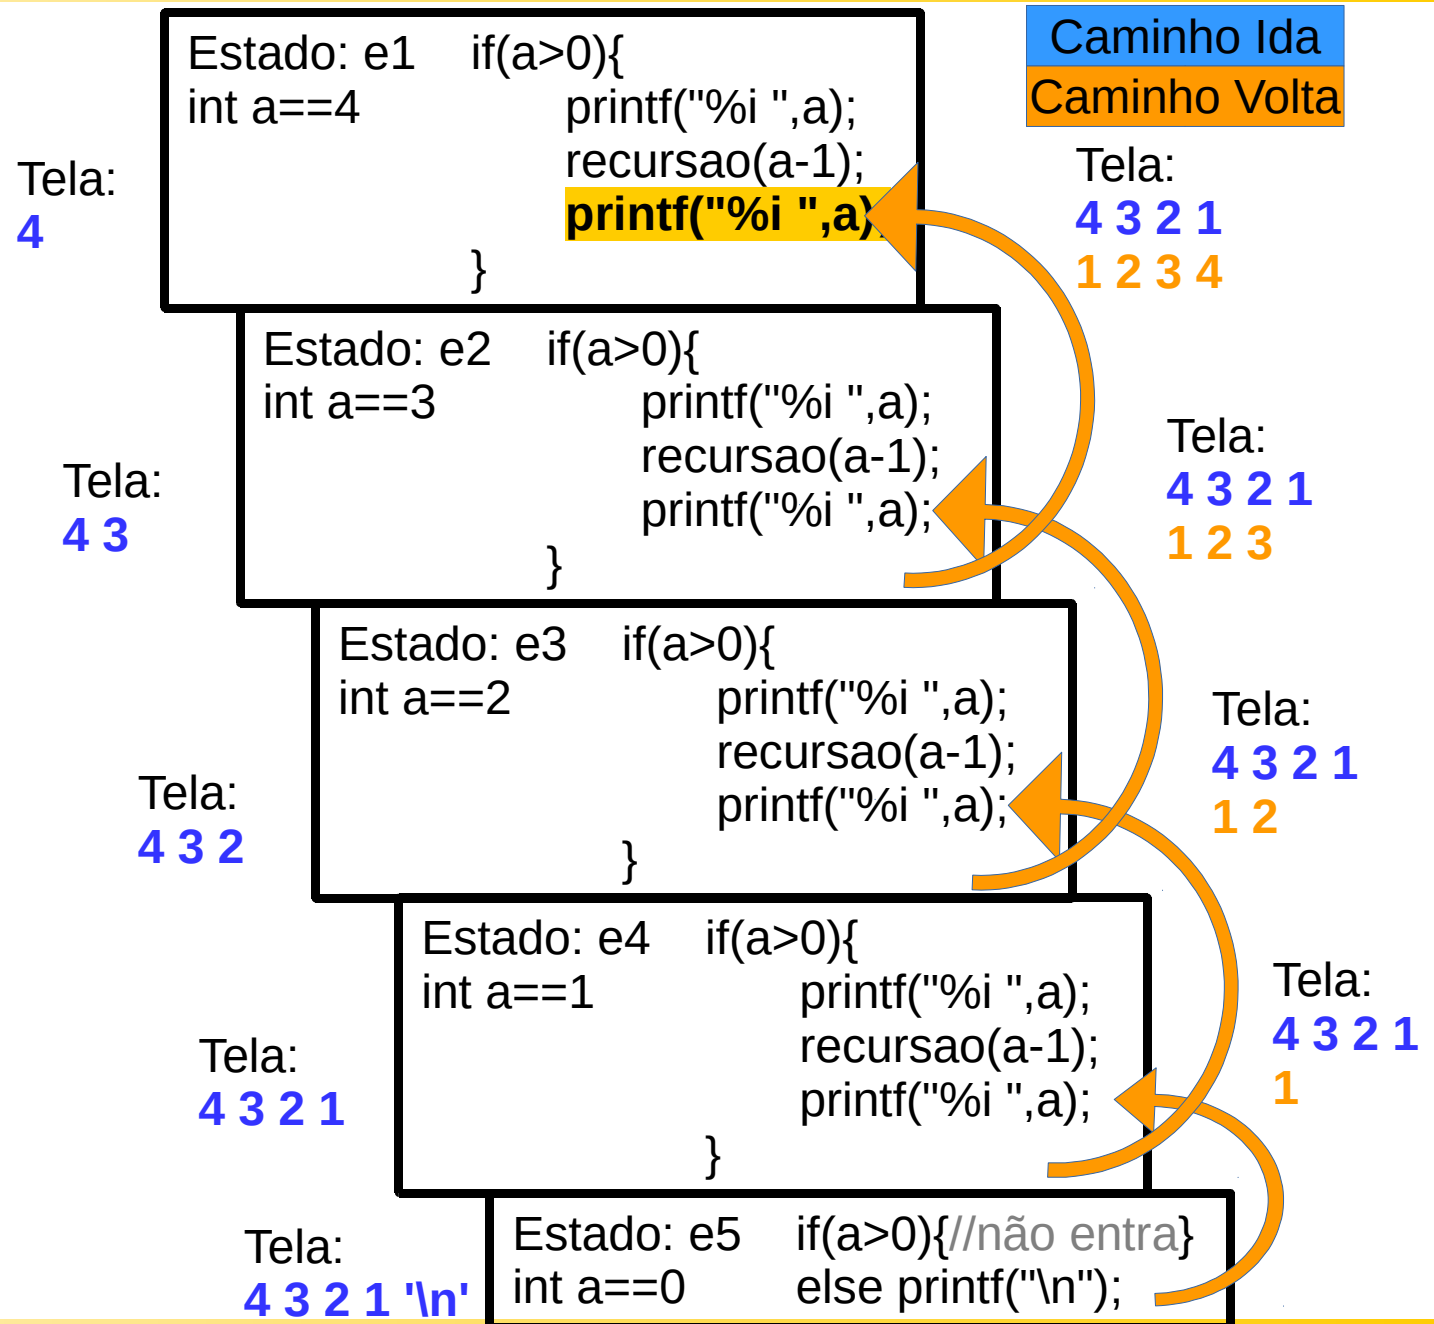 Caminho Ida
Caminho Volta
Estado: e1 if(a>0){
int a==4 printf("%i ",a);
recursao(a-1);
printf("%i ",a)
}
Tela:
4
Tela:
4 3 2 1
1 2 3 4
Estado: e2 if(a>0){
int a==3 printf("%i ",a);
recursao(a-1);
printf("%i ",a);
}
Tela:
4 3
Tela:
4 3 2 1
1 2 3
Estado: e3 if(a>0){
int a==2 printf("%i ",a);
recursao(a-1);
printf("%i ",a);
}
Tela:
4 3 2
Tela:
4 3 2 1
1 2
Estado: e4 if(a>0){
int a==1 printf("%i ",a);
recursao(a-1);
printf("%i ",a);
}
Tela:
4 3 2 1
Tela:
4 3 2 1
1
Estado: e5 if(a>0){//não entra}
int a==0 else printf("\n");
Tela:
4 3 2 1 '\n'